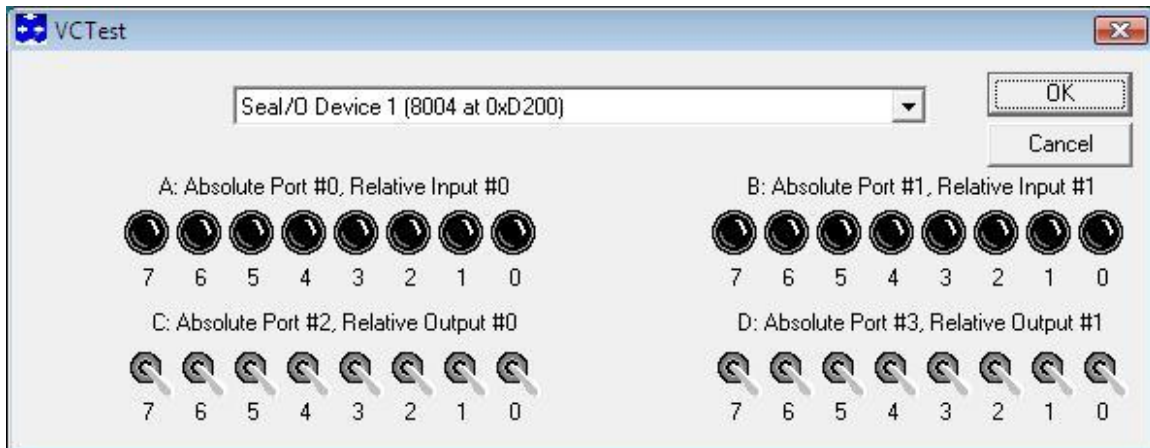 VCTest
SeaI/O Device 1 (8004 at 0xD200)
OK
Cancel
A: Absolute Port #0, Relative Input #0
7 6 5 4 3 2 1 0
B: Absolute Port #1, Relative Input #1
7 6 5 4 3 2 1 0
C: Absolute Port #2, Relative Output #0
7 6 5 4 3 2 1 0
D: Absolute Port #3, Relative Output #1
7 6 5 4 3 2 1 0